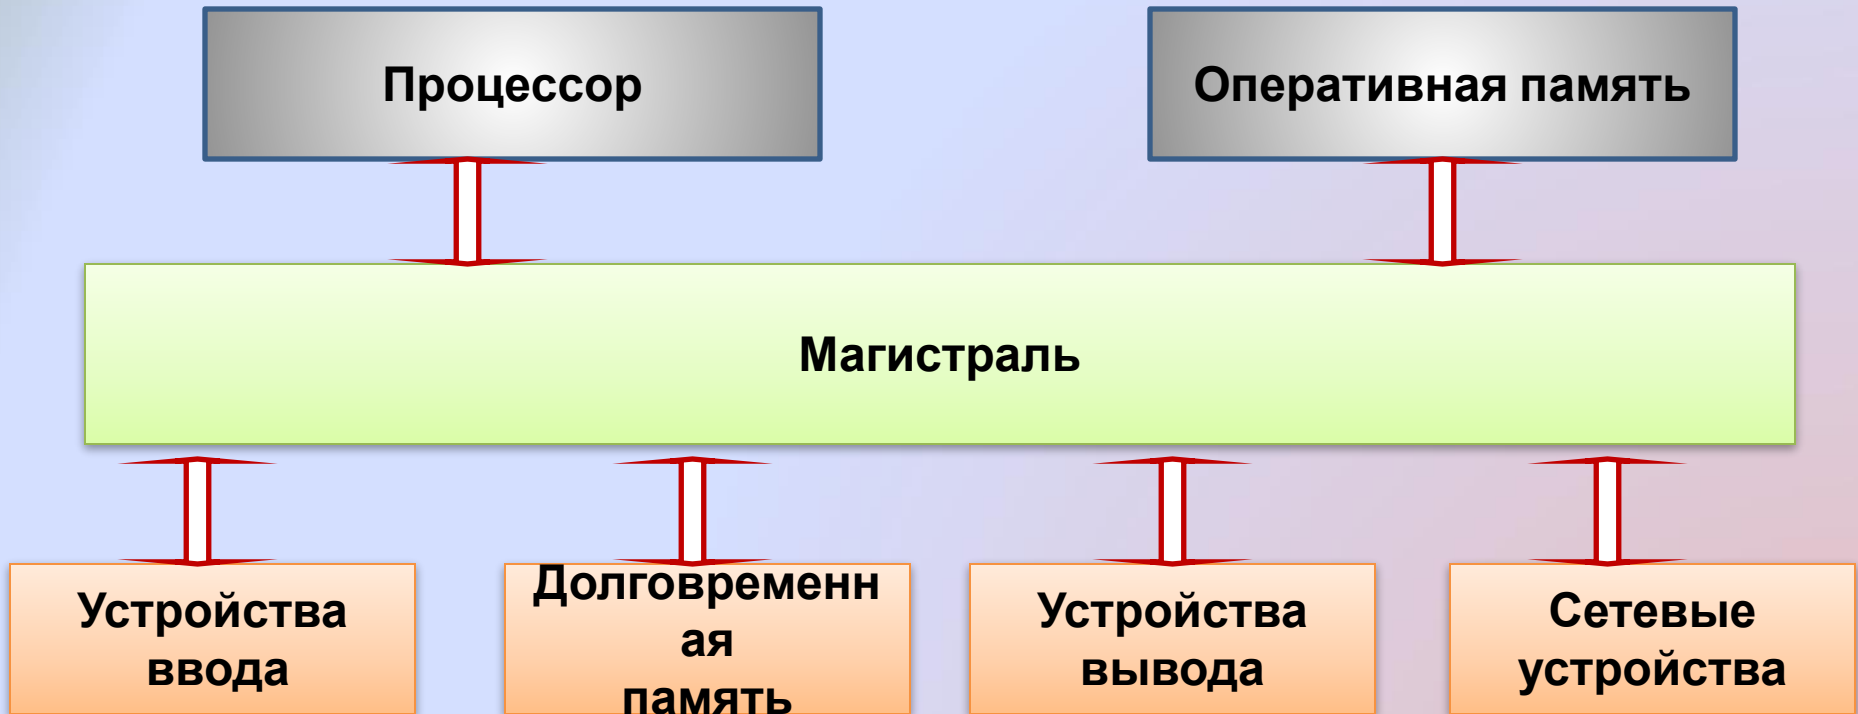 Процессор
Оперативная память
Магистраль
Устройства
ввода
Долговременн
ая
память
Устройства
вывода
Сетевые
устройства